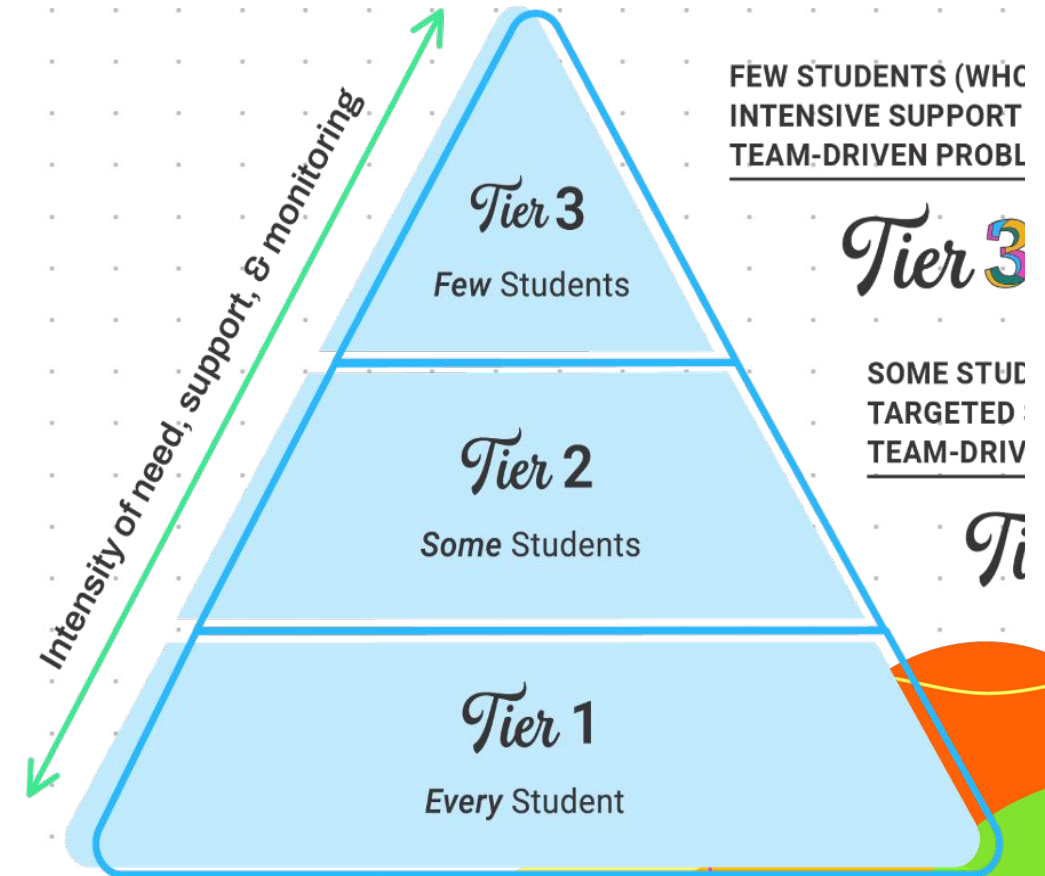 Intensity of need, support, & monitoring
Tier 3
Few Students
Tier 2
Some Students
Tier 1
Every Student
FEW STUDENTS (WHO
INTENSIVE SUPPORT
TEAM-DRIVEN PROBL
Tier 3
SOME STUD
TARGETED
TEAM-DRIV
Ti